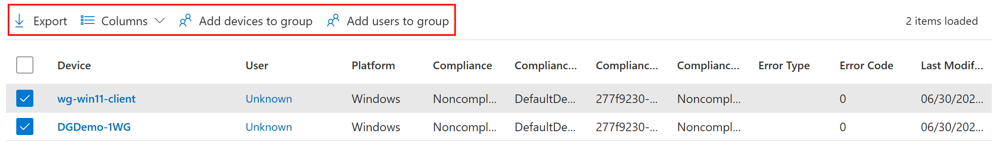 Export Columns Add devices to group Add users to group 2 items loaded
Device User Platform Compliance Complianc... Complianc... Complianc... Error Type Error Code Last Modif...
wg-win11-client Unknown Windows Noncompl... DefaultDe... 277f9230-... Noncompl... 0 06/30/202...
DGDemo-1WG Unknown Windows Noncompl... DefaultDe... 277f9230-... Noncompl... 0 06/30/202...